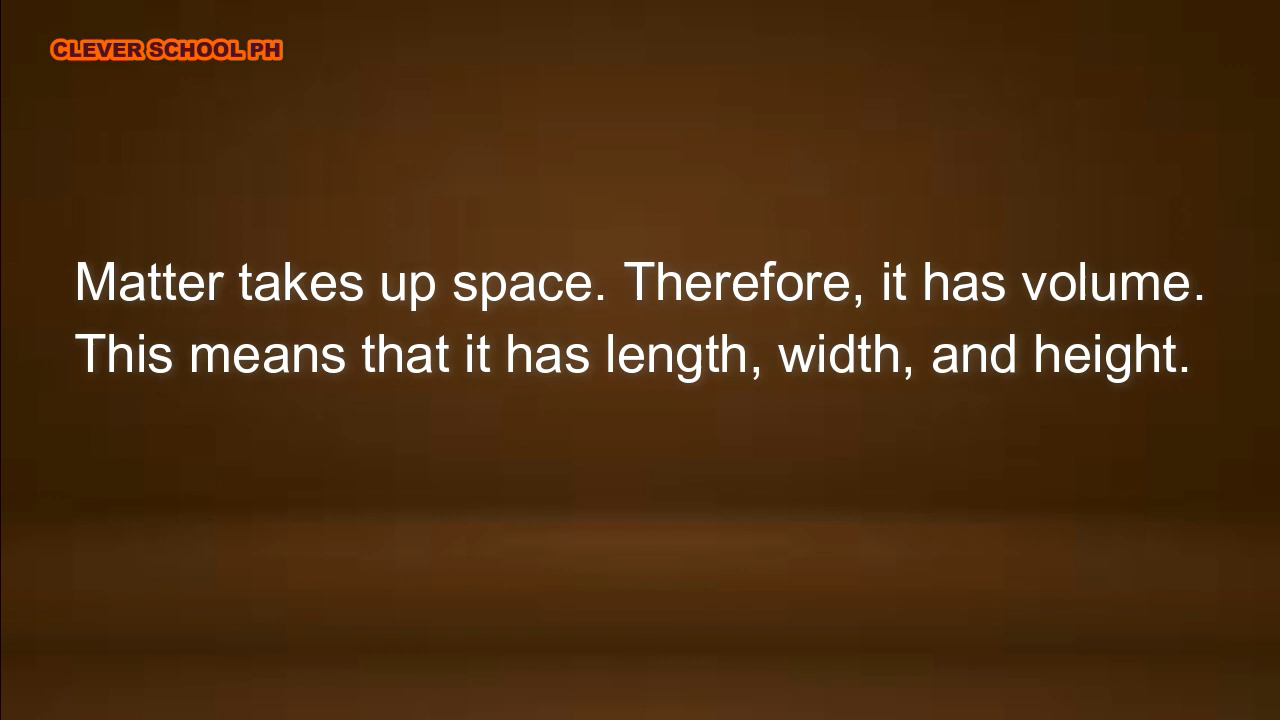 CLEVER SCHOOL PH
Matter takes up space. Therefore, it has volume.
This means that it has length, width, and height.